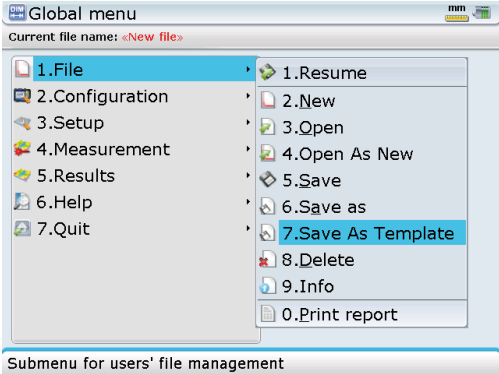 Global menu
mm
Current file name: «New file»
1.File
2.Configuration
3.Setup
4.Measurement
5.Results
6.Help
7.Quit
1.Resume
2.New
3.Open
4.Open As New
5.Save
6.Save as
7.Save As Template
8.Delete
9.Info
0.Print report
Submenu for users' file management